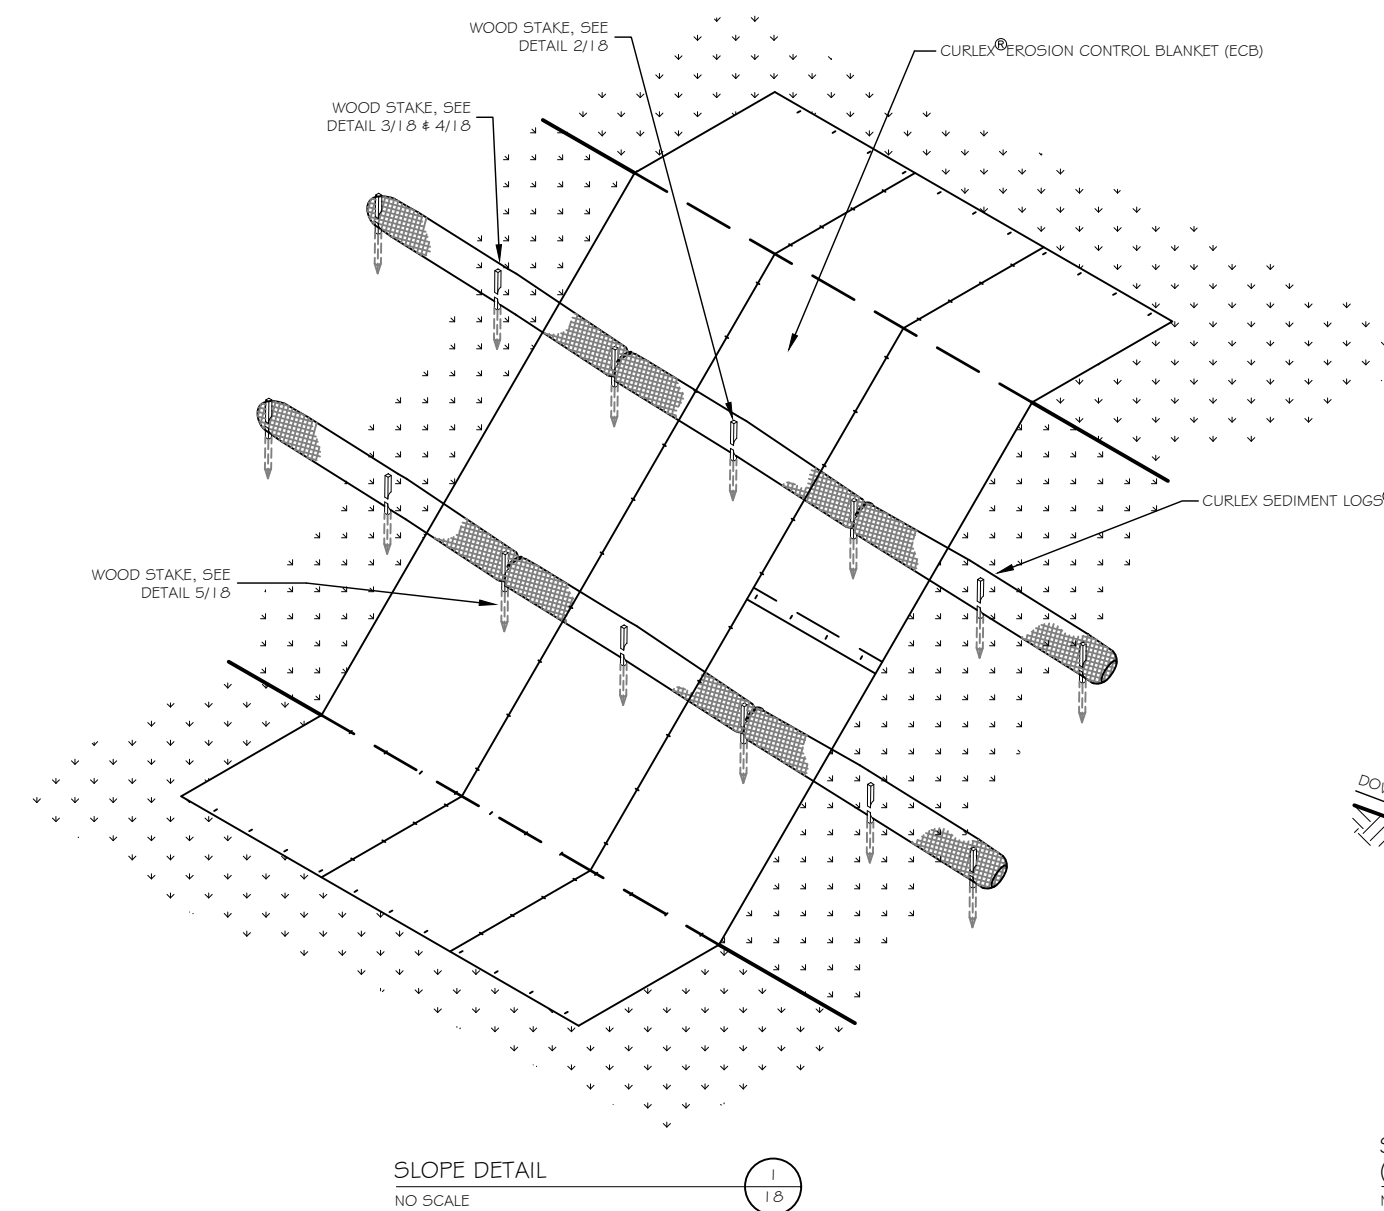 WOOD STAKE, SEE
DETAIL 2/18
CURLEX® EROSION CONTROL BLANKET (ECB)
WOOD STAKE, SEE
DETAIL 3/18 & 4/18
CURLEX SEDIMENT LOGS
WOOD STAKE, SEE
DETAIL 5/18
SLOPE DETAIL
NO SCALE
1
18